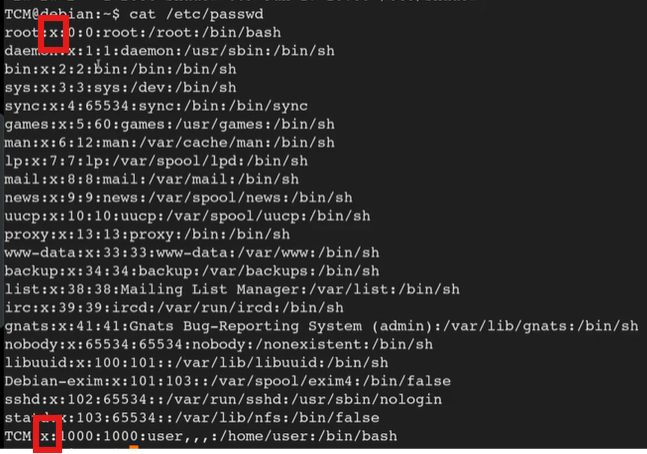 TCM@debian:~$ cat /etc/passwd
root:x:0:0:root:/root:/bin/bash
daemon:x:1:1:daemon:/usr/sbin:/bin/sh
bin:x:2:2:bin:/bin:/bin/sh
sys:x:3:3:sys:/dev:/bin/sh
sync:x:4:65534:sync:/bin:/bin/sync
games:x:5:60:games:/usr/games:/bin/sh
man:x:6:12:man:/var/cache/man:/bin/sh
lp:x:7:7:lp:/var/spool/lpd:/bin/sh
mail:x:8:8:mail:/var/mail:/bin/sh
news:x:9:9:news:/var/spool/news:/bin/sh
uucp:x:10:10:uucp:/var/spool/uucp:/bin/sh
proxy:x:13:13:proxy:/bin:/bin/sh
www-data:x:33:33:www-data:/var/www:/bin/sh
backup:x:34:34:backup:/var/backups:/bin/sh
list:x:38:38:Mailing List Manager:/var/list:/bin/sh
irc:x:39:39:ircd:/var/run/ircd:/bin/sh
gnats:x:41:41:Gnats Bug-Reporting System (admin):/var/lib/gnats:/bin/sh
nobody:x:65534:65534:nobody:/nonexistent:/bin/sh
libuuid:x:100:101::/var/lib/libuuid:/bin/sh
Debian-exim:x:101:103::/var/spool/exim4:/bin/false
sshd:x:102:65534::/var/run/sshd:/usr/sbin/nologin
statd:x:103:65534::/var/lib/nfs:/bin/false
TCM:x:1000:1000:user,,,:/home/user:/bin/bash